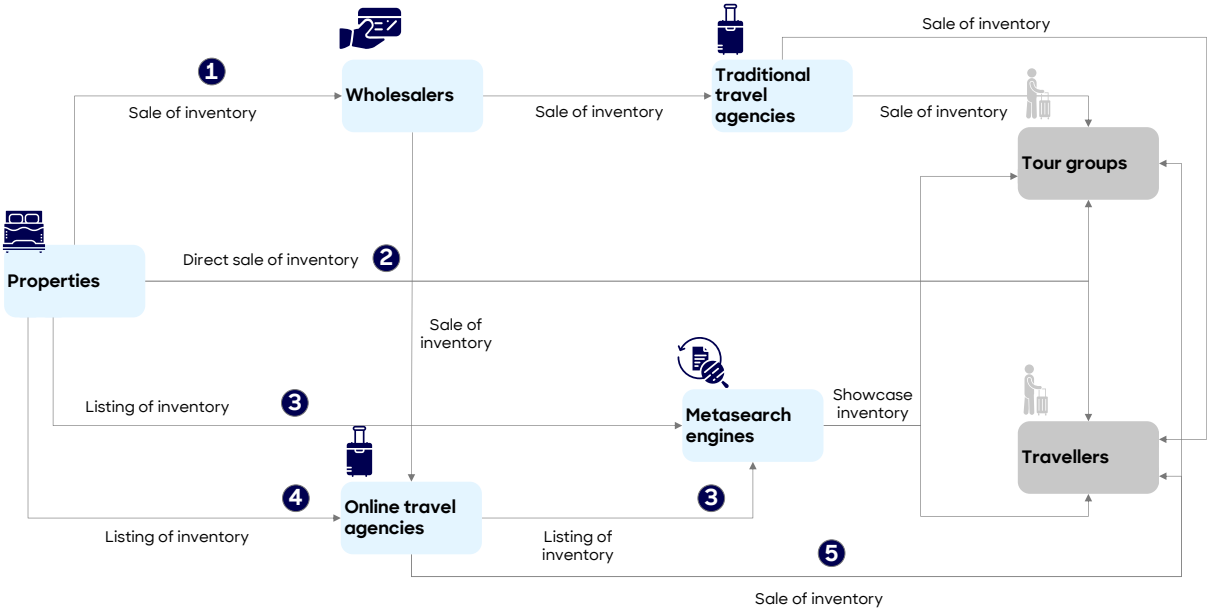 Sale of inventory
1
Wholesalers
Sale of inventory
Sale of inventory
Traditional
travel
agencies
Sale of inventory
Tour groups
Properties
Direct sale of inventory
2
Sale of
inventory
Listing of inventory
3
Metasearch
engines
Showcase
inventory
Travellers
4
Listing of inventory
Online travel
agencies
3
Listing of
inventory
5
Sale of inventory